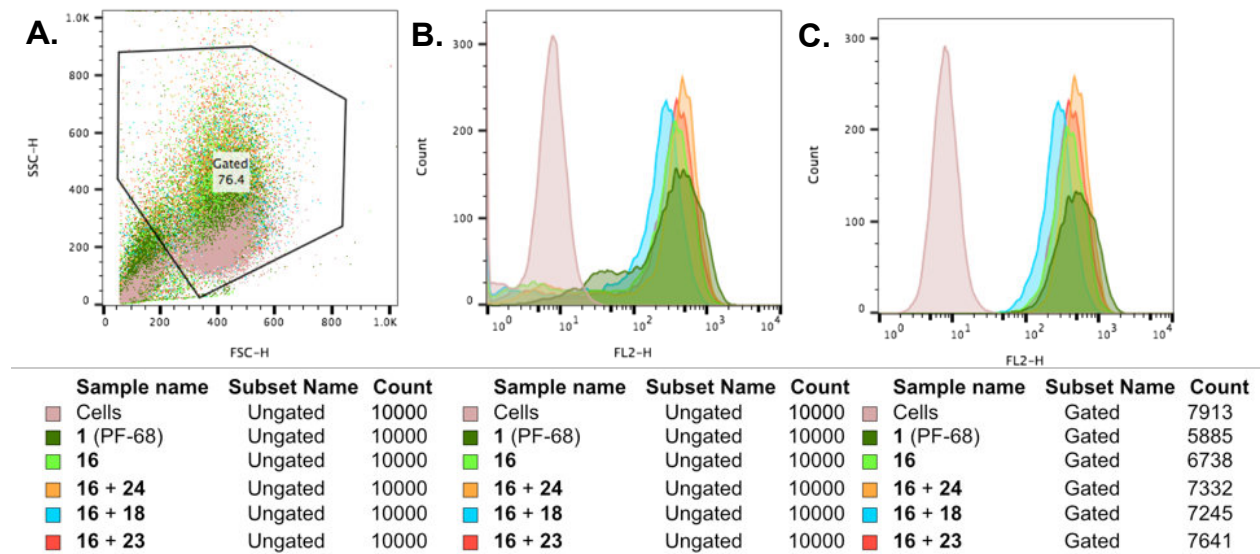 A.
1.0K
800
600
400
200
0
SSC-H
Gated
76.4
0 200 400 600 800 1.0K
FSC-H
B.
300
200
100
0
Count
10^0 10^1 10^2 10^3 10^4
FL2-H
C.
300
200
100
0
Count
10^0 10^1 10^2 10^3 10^4
FL2-H
Sample name Subset Name Count
Cells Ungated 10000
1 (PF-68) Ungated 10000
16 Ungated 10000
16 + 24 Ungated 10000
16 + 18 Ungated 10000
16 + 23 Ungated 10000
Sample name Subset Name Count
Cells Ungated 10000
1 (PF-68) Ungated 10000
16 Ungated 10000
16 + 24 Ungated 10000
16 + 18 Ungated 10000
16 + 23 Ungated 10000
Sample name Subset Name Count
Cells Gated 7913
1 (PF-68) Gated 5885
16 Gated 6738
16 + 24 Gated 7332
16 + 18 Gated 7245
16 + 23 Gated 7641